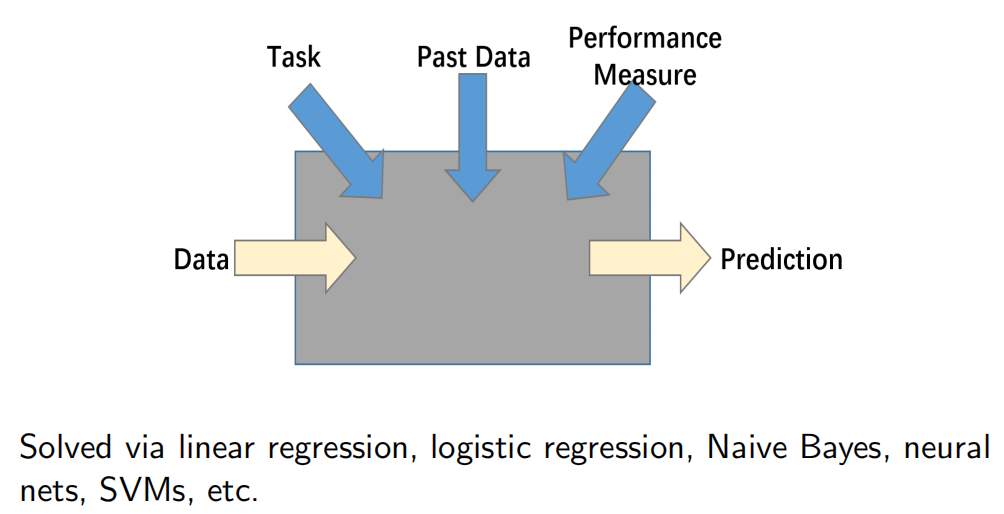 Task
Past Data
Performance
Measure
Data
Prediction
Solved via linear regression, logistic regression, Naive Bayes, neural
nets, SVMs, etc.